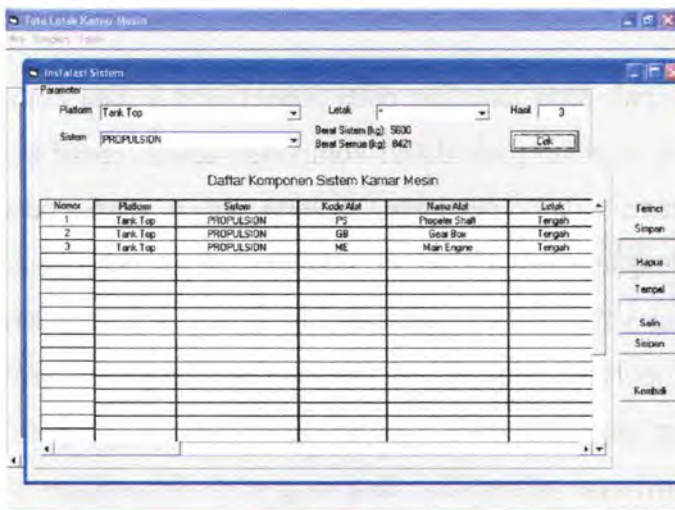 Tata Letak Kamar Mesin
Instalasi Sistem
Parameter
Platform Tank Top Letak * Hasil 3
Sistem PROPULSION Berat Sistem (kg): 5600 Cek
Berat Semua (kg): 8421
Daftar Komponen Sistem Kamar Mesin
Nomor Platform Sistem Kode Alat Nama Alat Letak
1 Tank Top PROPULSION PS Propeler Shaft Tengah
2 Tank Top PROPULSION GB Gear Box Tengah
3 Tank Top PROPULSION ME Main Engine Tengah
Terinci
Simpan
Hapus
Tempel
Salin
Sisipan
Kembali